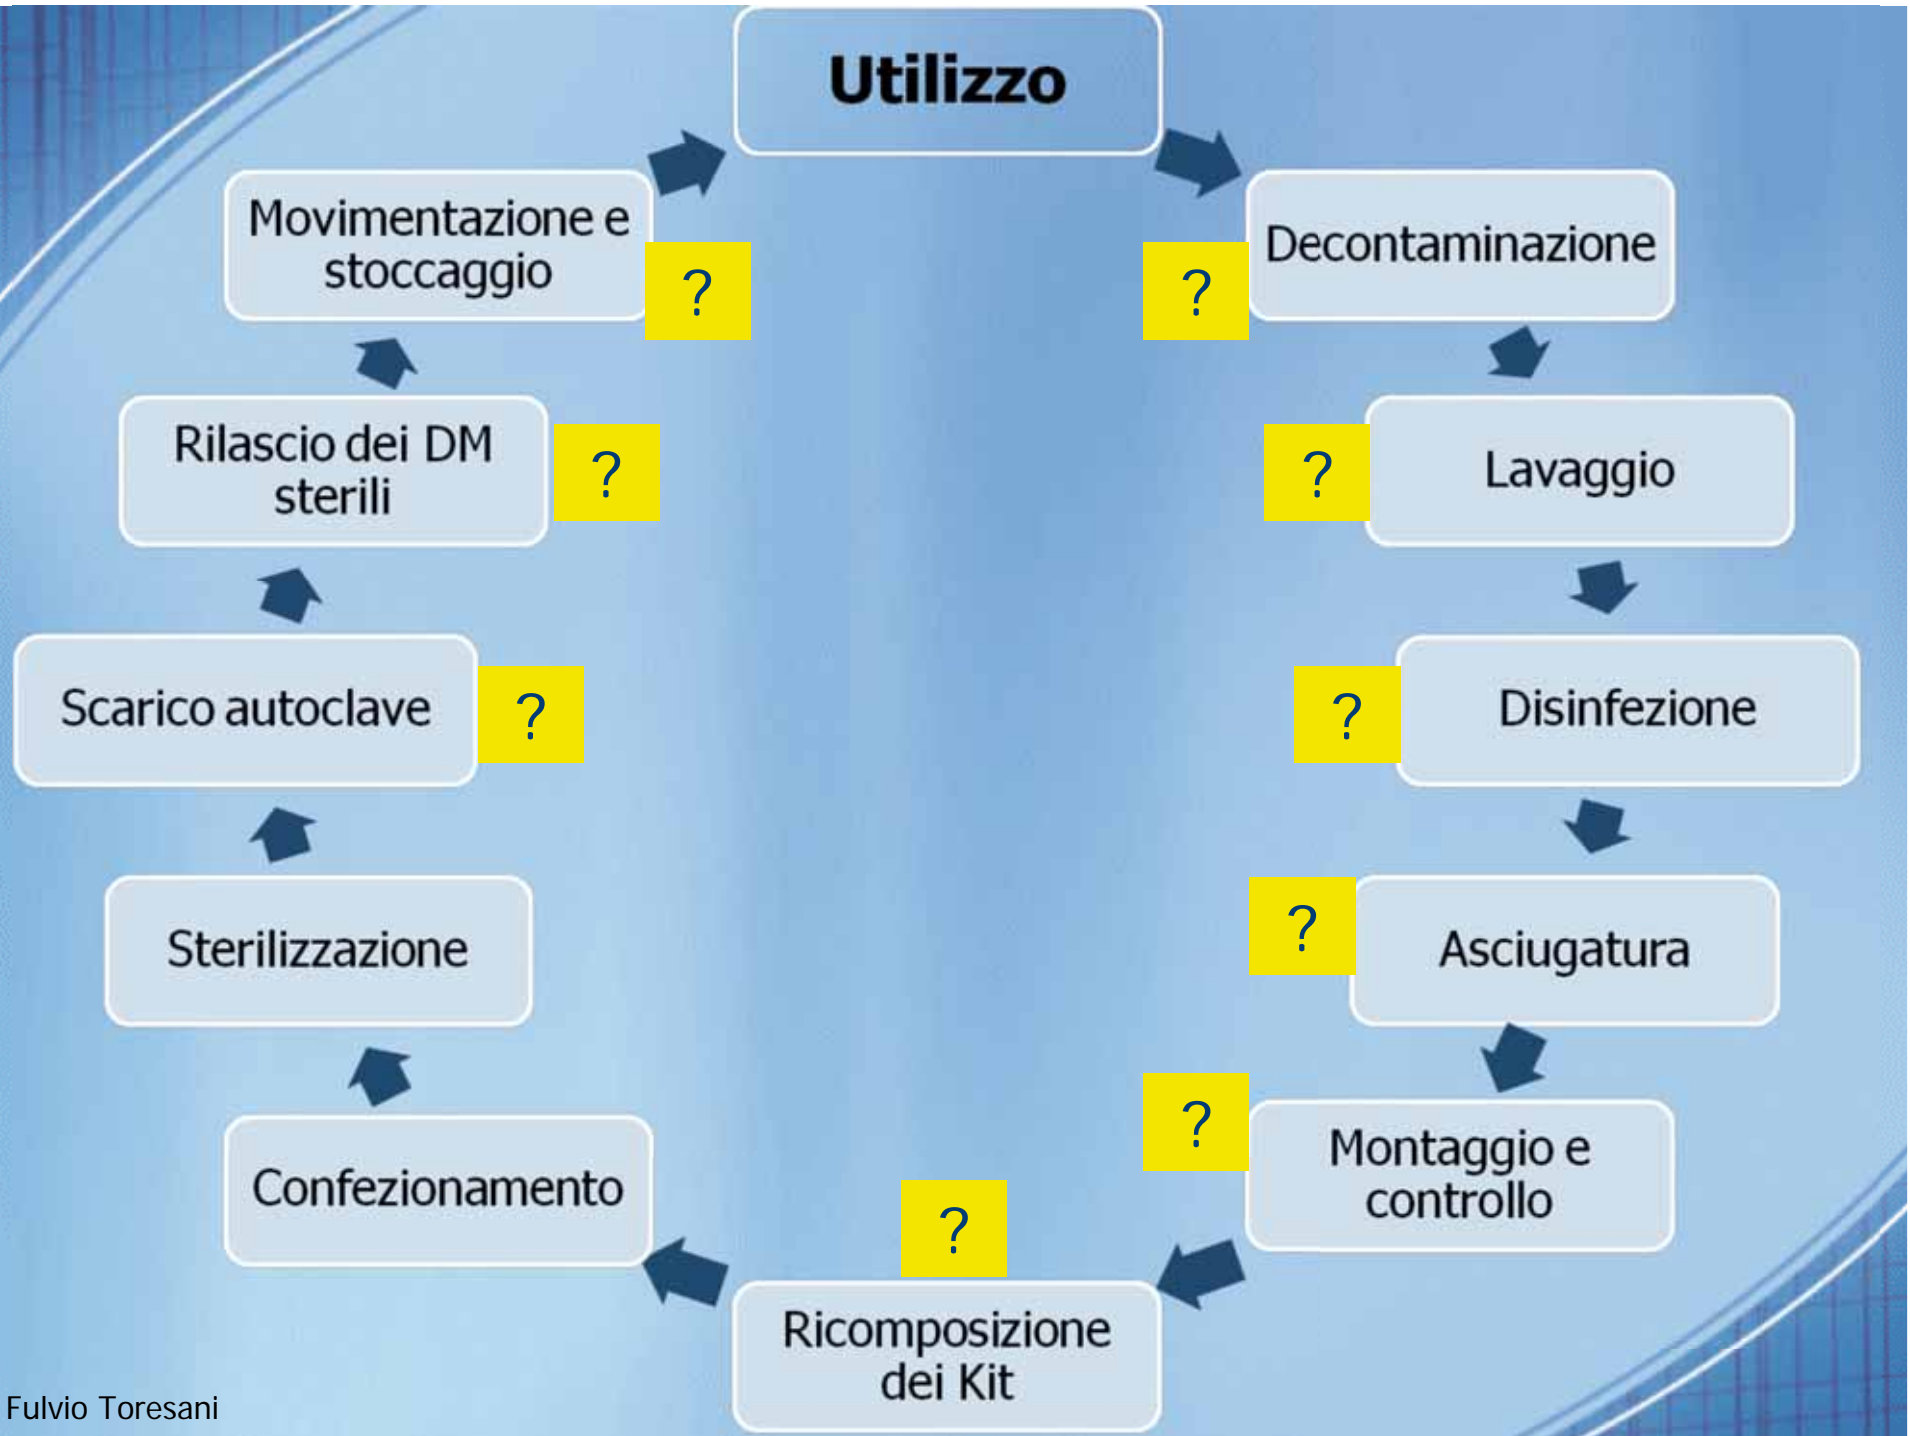 Utilizzo
Decontaminazione
?
Lavaggio
?
Disinfezione
?
Asciugatura
?
Montaggio e
controllo
?
Ricomposizione
dei Kit
?
Confezionamento
Sterilizzazione
Scarico autoclave
?
Rilascio dei DM
sterili
?
Movimentazione e
stoccaggio
?
Fulvio Toresani